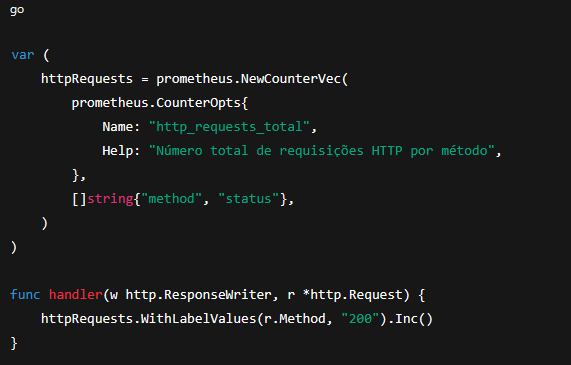 go
var (
    httpRequests = prometheus.NewCounterVec(
        prometheus.CounterOpts{
            Name: "http_requests_total",
            Help: "Número total de requisições HTTP por método",
        },
        []string{"method", "status"},
    )
)
func handler(w http.ResponseWriter, r *http.Request) {
    httpRequests.WithLabelValues(r.Method, "200").Inc()
}